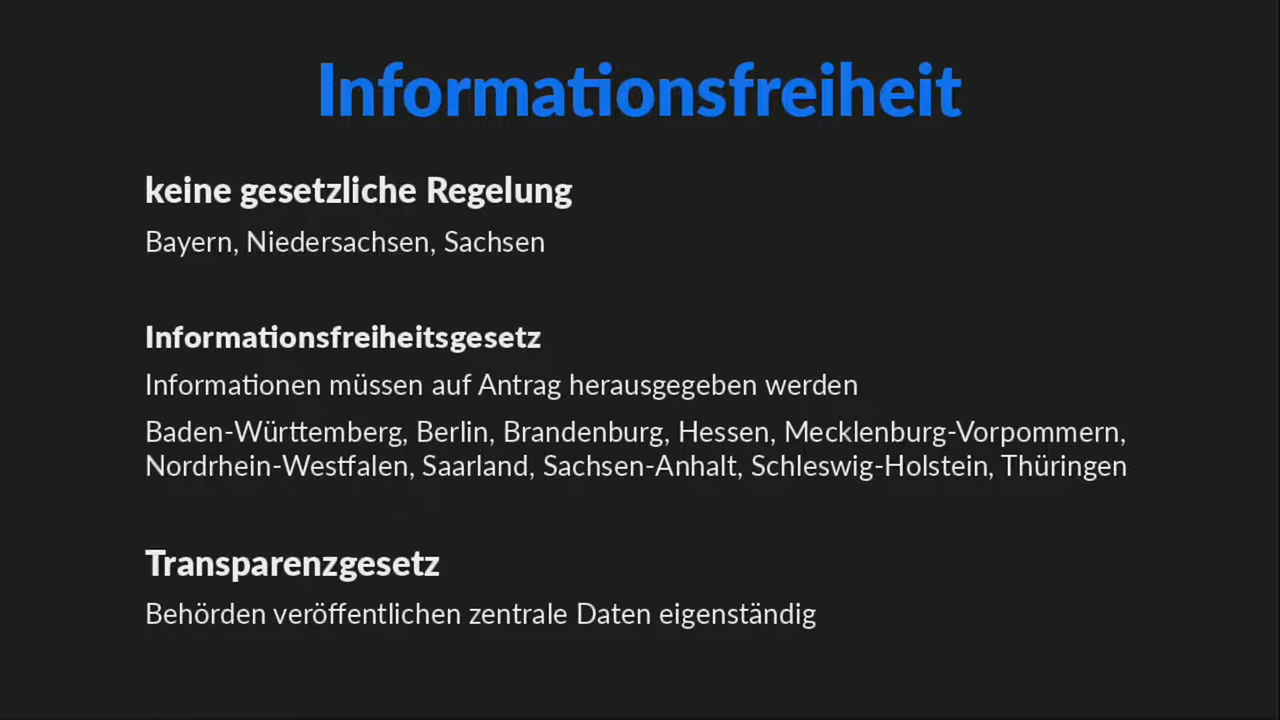 Informationsfreiheit
keine gesetzliche Regelung
Bayern, Niedersachsen, Sachsen
Informationsfreiheitsgesetz
Informationen müssen auf Antrag herausgegeben werden
Baden-Württemberg, Berlin, Brandenburg, Hessen, Mecklenburg-Vorpommern,
Nordrhein-Westfalen, Saarland, Sachsen-Anhalt, Schleswig-Holstein, Thüringen
Transparenzgesetz
Behörden veröffentlichen zentrale Daten eigenständig